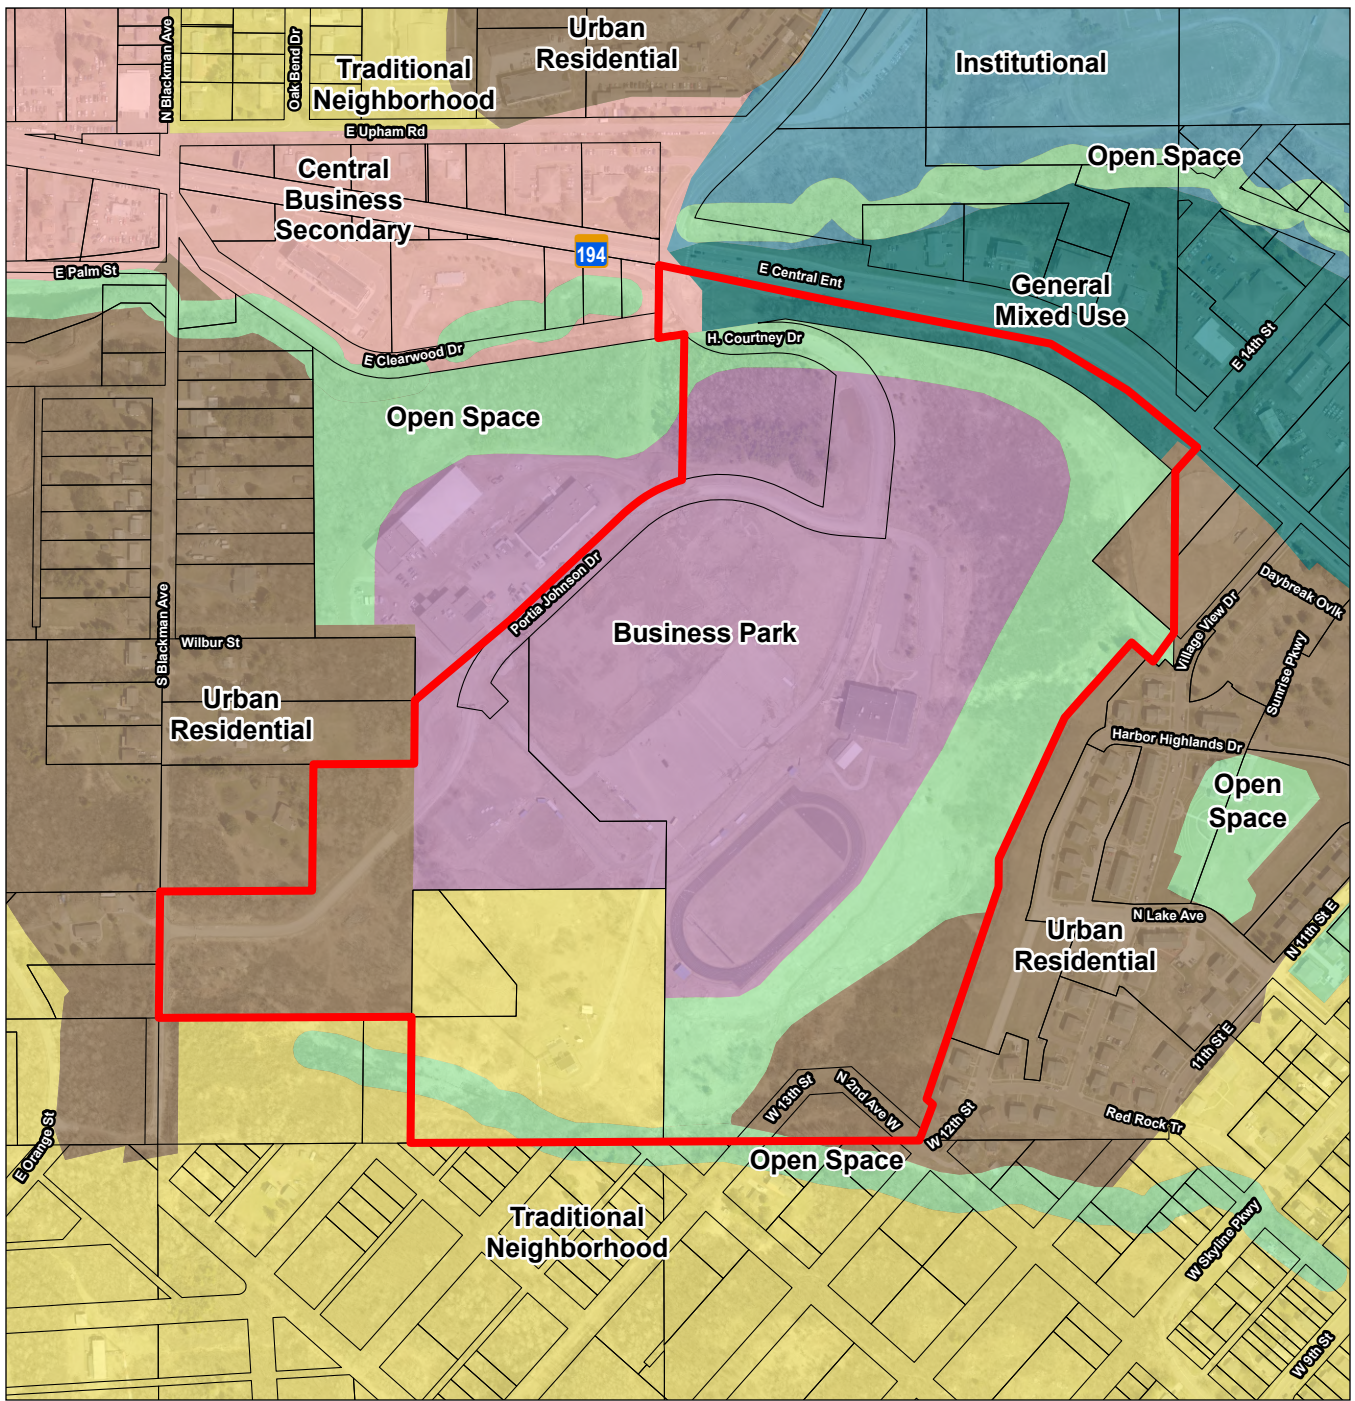 N Blackman Ave
Oak Bend Dr
Urban
Residential
Traditional
Neighborhood
Institutional
E Upham Rd
Open Space
Central
Business
Secondary
194
E Palm St
E Central Ent
General
Mixed Use
H. Courtney Dr
E Clearwood Dr
E 14th St
Open Space
Portia Johnson Dr
Daybreak Ovlk
S Blackman Ave
Wilbur St
Business Park
Village View Dr
Sunrise Pkwy
Urban
Residential
Harbor Highlands Dr
Open
Space
N Lake Ave
Urban
Residential
N 11th St E
11th St E
W 13th St
N 2nd Ave W
W 12th St
Red Rock Tr
E Orange St
Open Space
Traditional
Neighborhood
W Skyline Pkwy
W 9th St